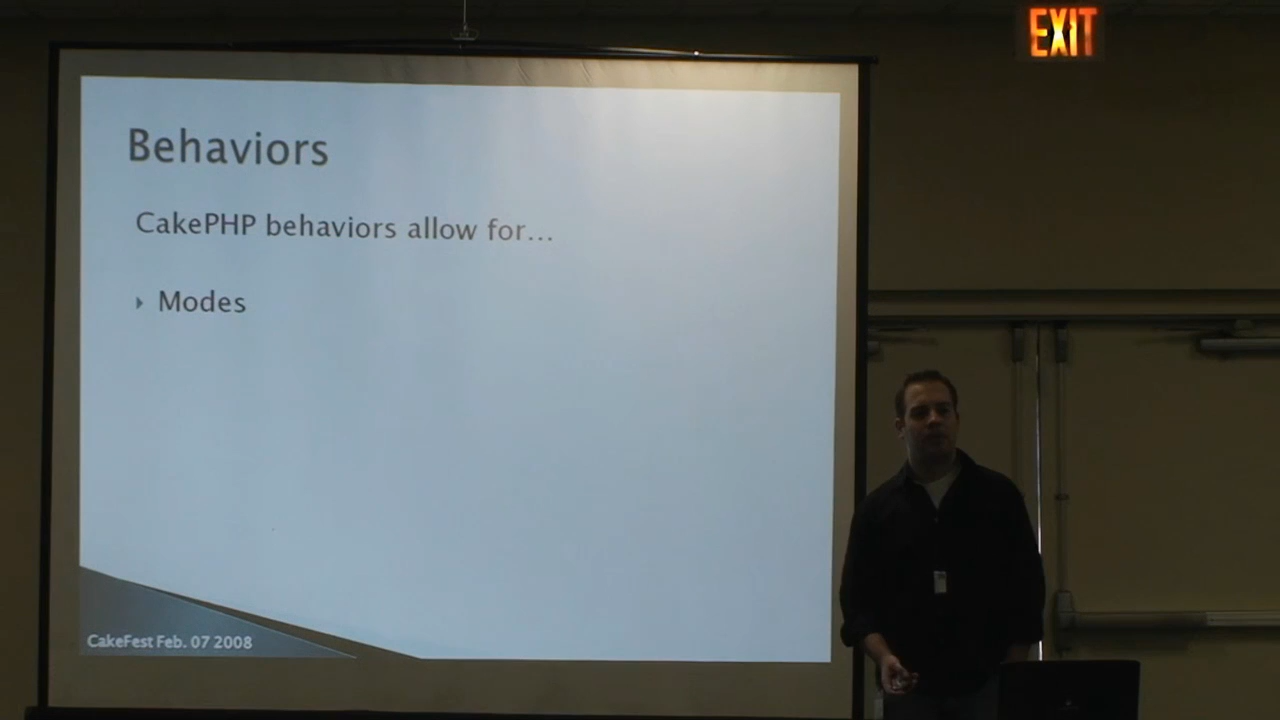 EXIT
Behaviors
CakePHP behaviors allow for...
Modes
CakeFest Feb. 07 2008